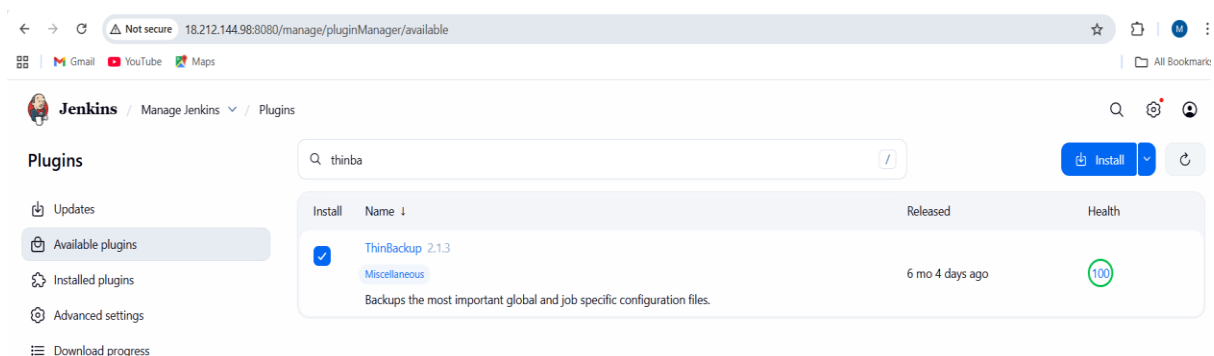 Not secure 18.212.144.98:8080/manage/pluginManager/available M
Gmail YouTube Maps All Bookmarks
Jenkins / Manage Jenkins / Plugins
Plugins
thinba / Install
Updates
Available plugins
Installed plugins
Advanced settings
Download progress
Install Name ↓ Released Health
ThinBackup 2.1.3
Miscellaneous
6 mo 4 days ago 100
Backups the most important global and job specific configuration files.